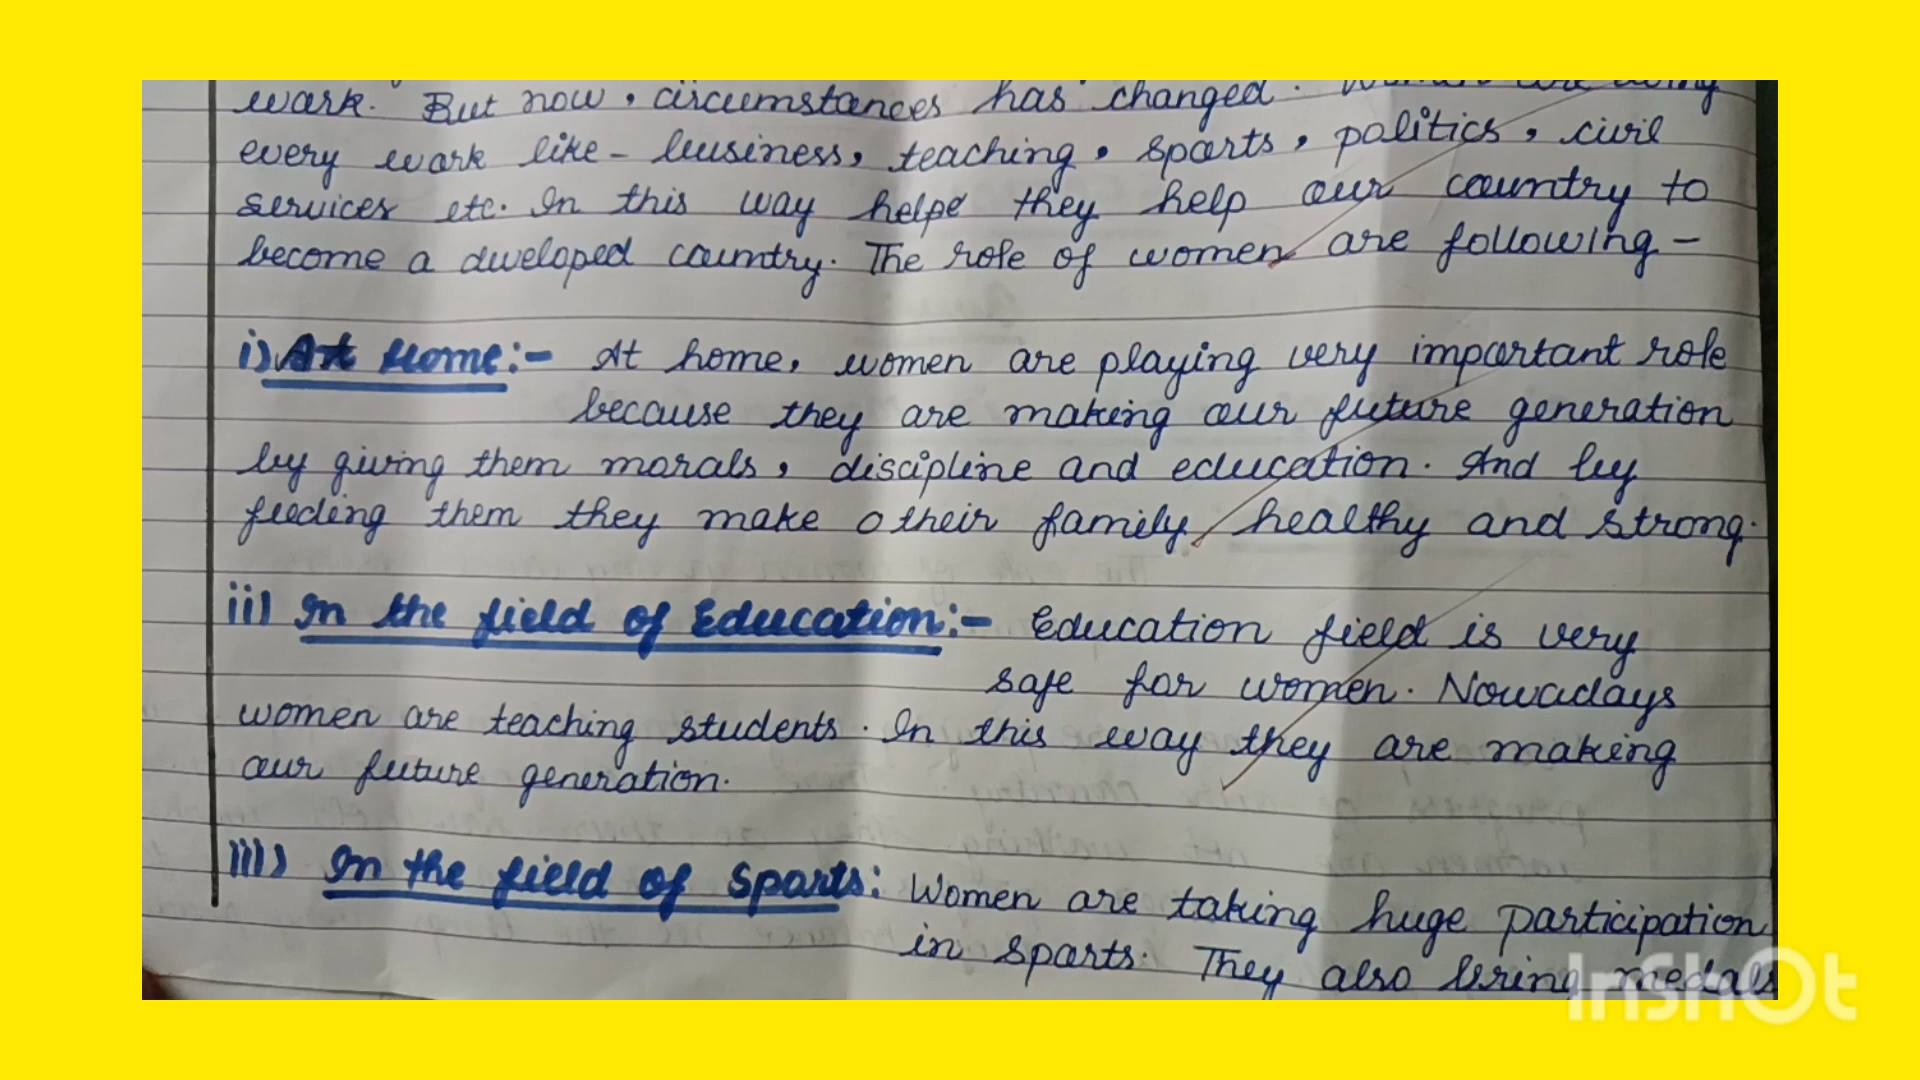 work. But now, circumstances has changed. Women are doing
every work like - business, teaching, sports, politics, civil
services etc. In this way helpe they help our country to
become a dweloped country. The role of women are following -
i) At Home:- At home, women are playing very important role
because they are making our future generation
by giving them morals, discipline and education. And by
feeding them they make o their family healthy and strong.
ii) In the field of Education:- Education field is very
safe for women. Nowadays
women are teaching students. In this way they are making
our future generation.
iii) In the field of Sports: Women are taking huge participation
in sports. They also bring medals
InShOt